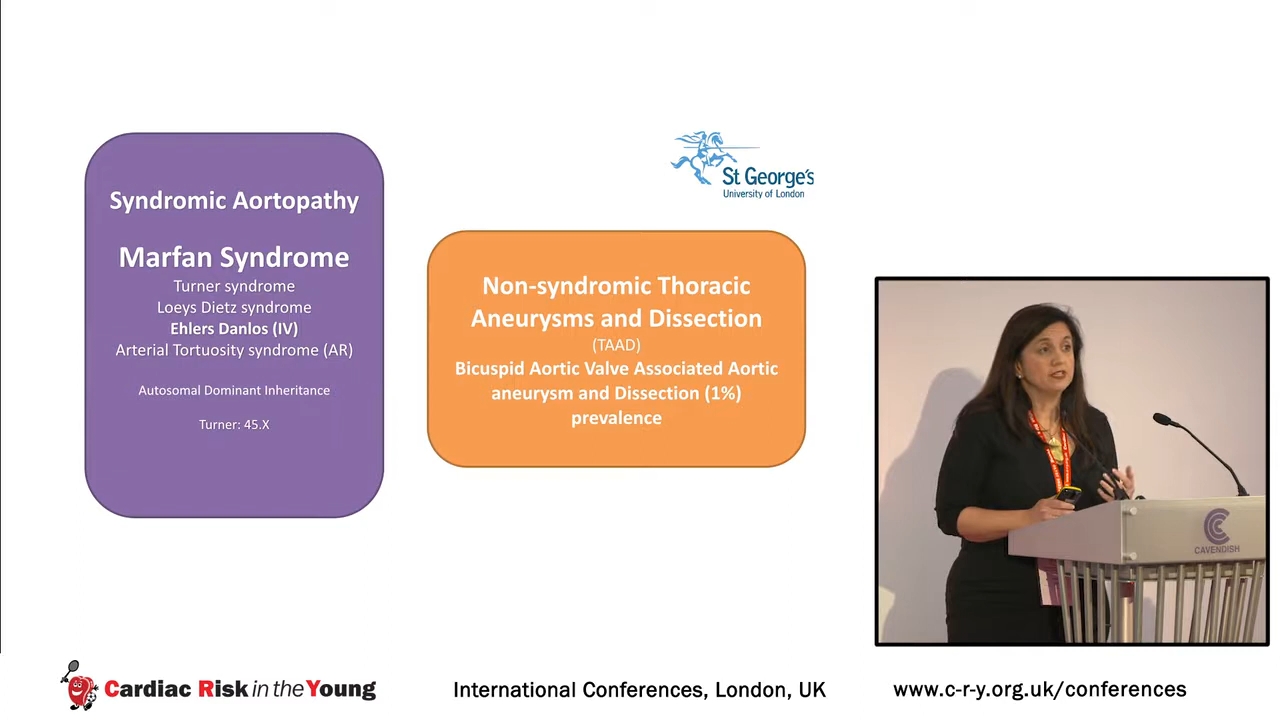 Syndromic Aortopathy
Marfan Syndrome
Turner syndrome
Loeys Dietz syndrome
Ehlers Danlos (IV)
Arterial Tortuosity syndrome (AR)
Autosomal Dominant Inheritance
Turner: 45.X
St George's
University of London
Non-syndromic Thoracic
Aneurysms and Dissection
(TAAD)
Bicuspid Aortic Valve Associated Aortic
aneurysm and Dissection (1%)
prevalence
CAVENDISH
Cardiac Risk in the Young
International Conferences, London, UK
www.c-r-y.org.uk/conferences